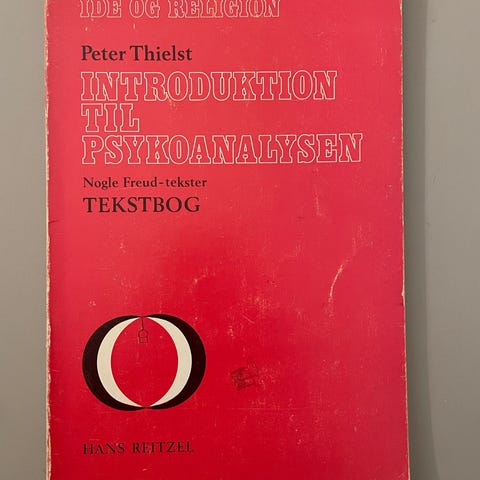 IDE OG RELIGION
Peter Thielst
INTRODUKTION
TIL
PSYKOANALYSEN
Nogle Freud-tekster
TEKSTBOG
HANS REITZEL